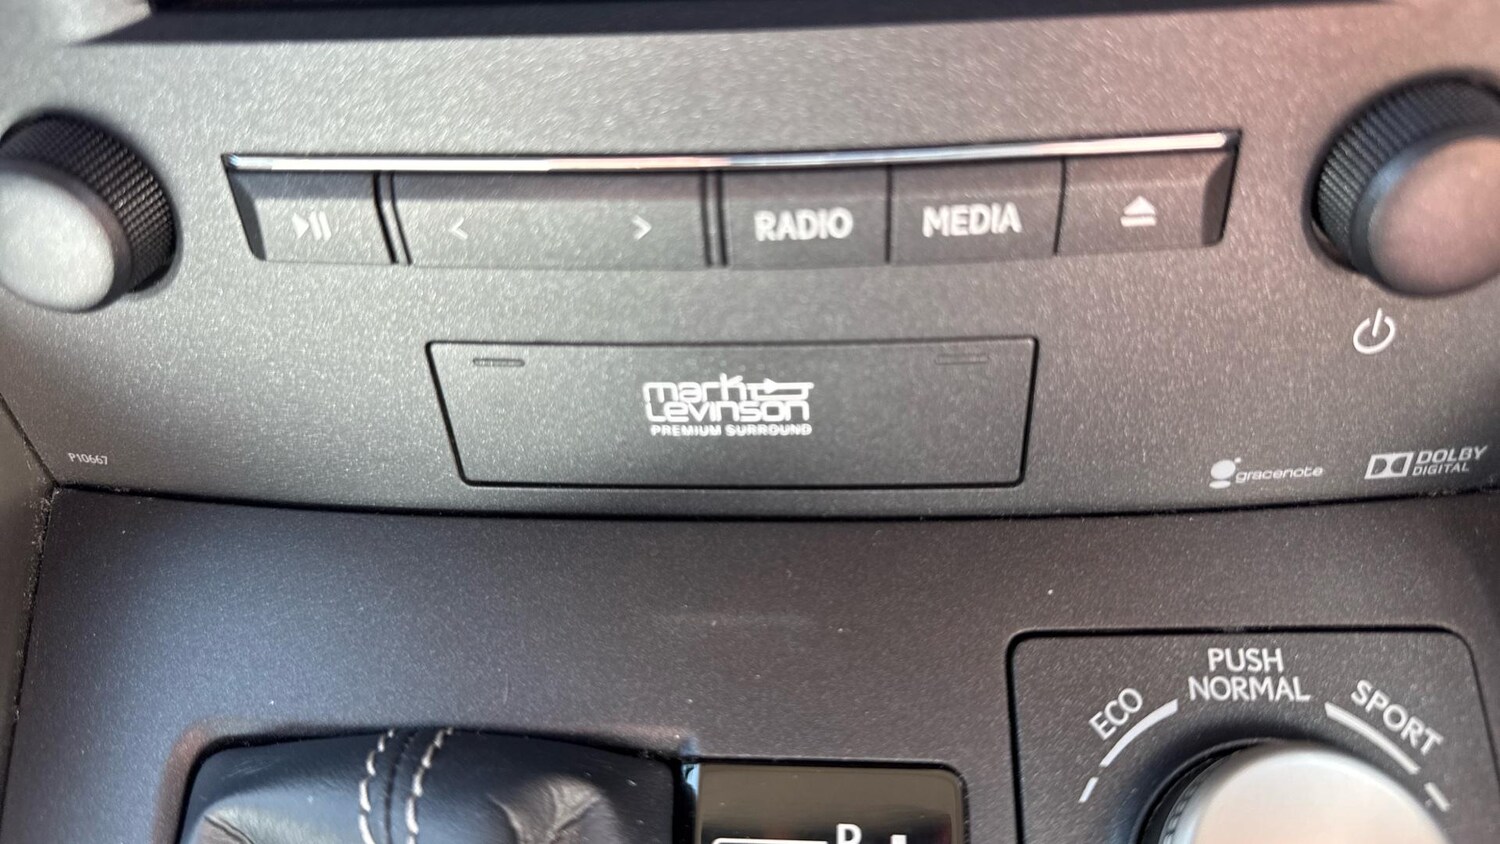 RADIO
MEDIA
mark
Levinson
PREMIUM SURROUND
P10667
gracenote
DOLBY
DIGITAL
PUSH
NORMAL
ECO
SPORT